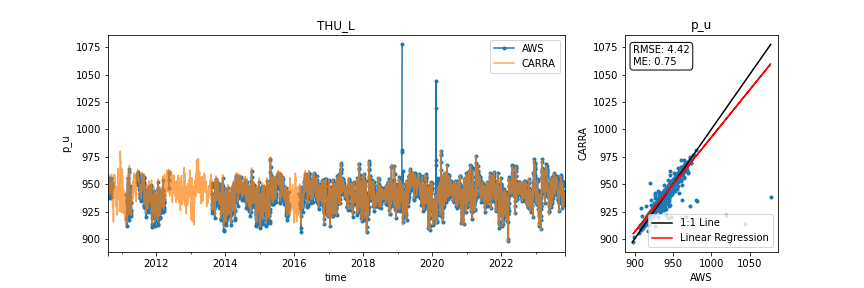 THU_L
p_u
1075
1050
1025
1000
975
950
925
900
p_u
AWS
CARRA
2012
2014
2016
2018
2020
2022
time
p_u
1075
1050
1025
1000
975
950
925
900
CARRA
RMSE: 4.42
ME: 0.75
1:1 Line
Linear Regression
900
950
1000
1050
AWS